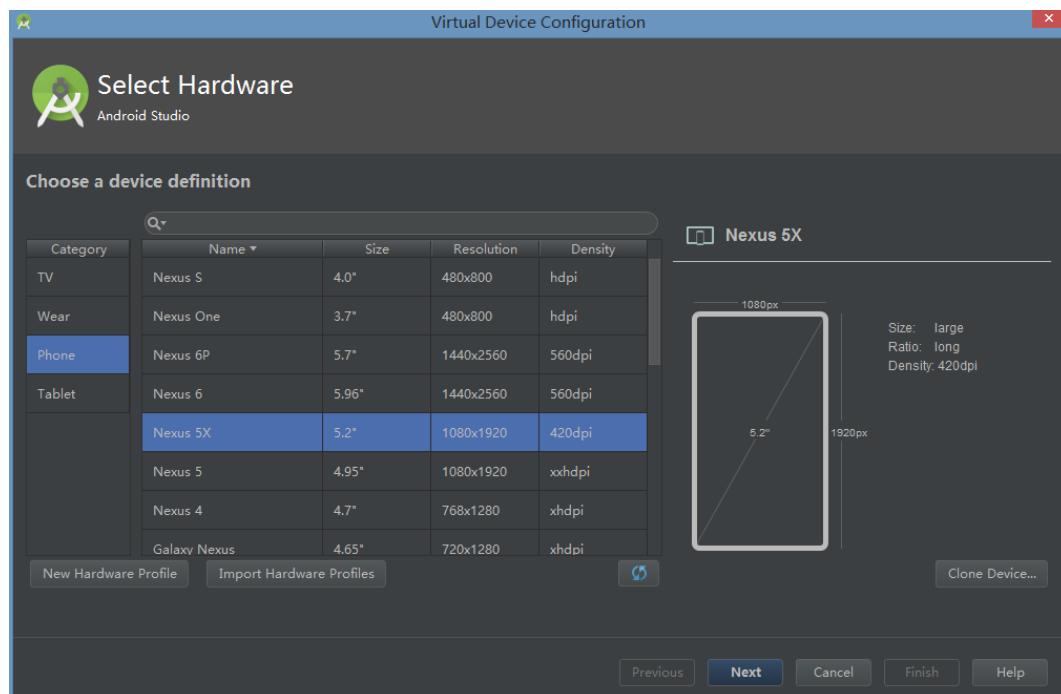 Virtual Device Configuration
Select Hardware
Android Studio
Choose a device definition
Category
TV
Wear
Phone
Tablet
Name Size Resolution Density
Nexus S 4.0" 480x800 hdpi
Nexus One 3.7" 480x800 hdpi
Nexus 6P 5.7" 1440x2560 560dpi
Nexus 6 5.96" 1440x2560 560dpi
Nexus 5X 5.2" 1080x1920 420dpi
Nexus 5 4.95" 1080x1920 xxhdpi
Nexus 4 4.7" 768x1280 xhdpi
Galaxy Nexus 4.65" 720x1280 xhdpi
New Hardware Profile Import Hardware Profiles
Nexus 5X
1080px
5.2"
1920px
Size: large
Ratio: long
Density: 420dpi
Clone Device...
Previous Next Cancel Finish Help